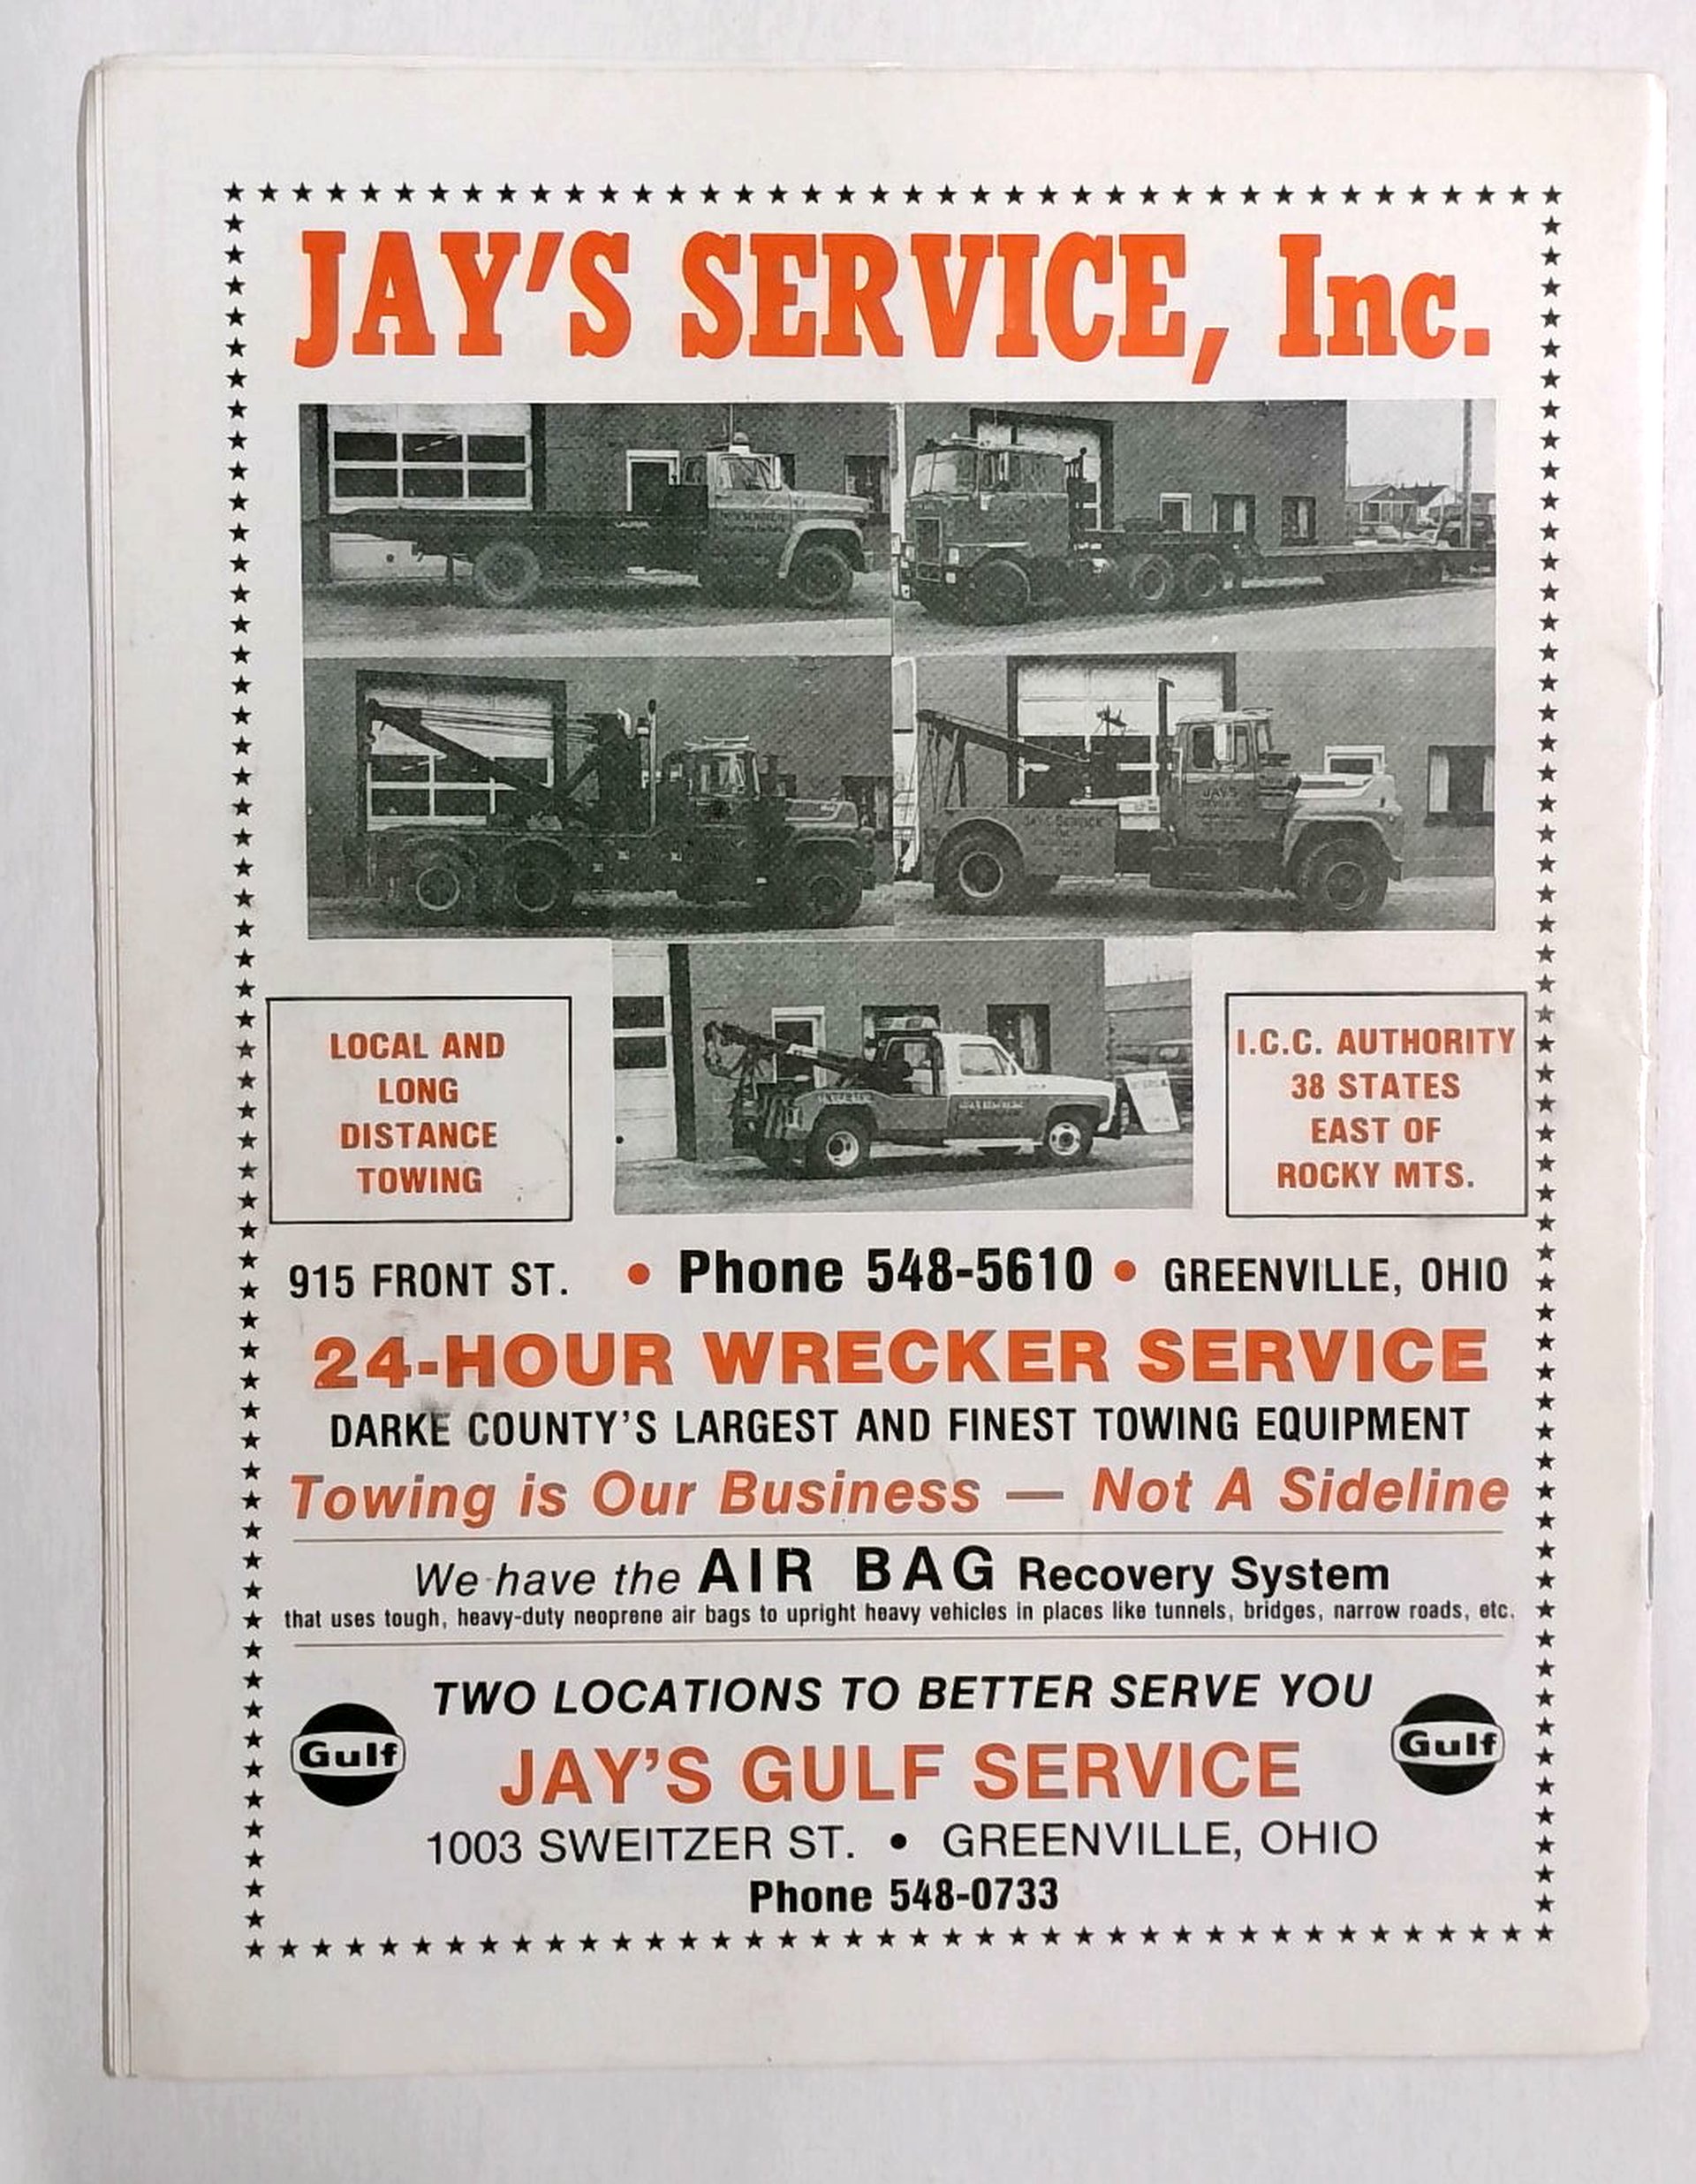 JAY'S SERVICE, Inc.
JAY'S
JAY'S SERVICE
LOCAL AND
LONG
DISTANCE
TOWING
I.C.C. AUTHORITY
38 STATES
EAST OF
ROCKY MTS.
915 FRONT ST. • Phone 548-5610 • GREENVILLE, OHIO
24-HOUR WRECKER SERVICE
DARKE COUNTY'S LARGEST AND FINEST TOWING EQUIPMENT
Towing is Our Business — Not A Sideline
We have the AIR BAG Recovery System
that uses tough, heavy-duty neoprene air bags to upright heavy vehicles in places like tunnels, bridges, narrow roads, etc.
TWO LOCATIONS TO BETTER SERVE YOU
Gulf
JAY'S GULF SERVICE
Gulf
1003 SWEITZER ST. • GREENVILLE, OHIO
Phone 548-0733